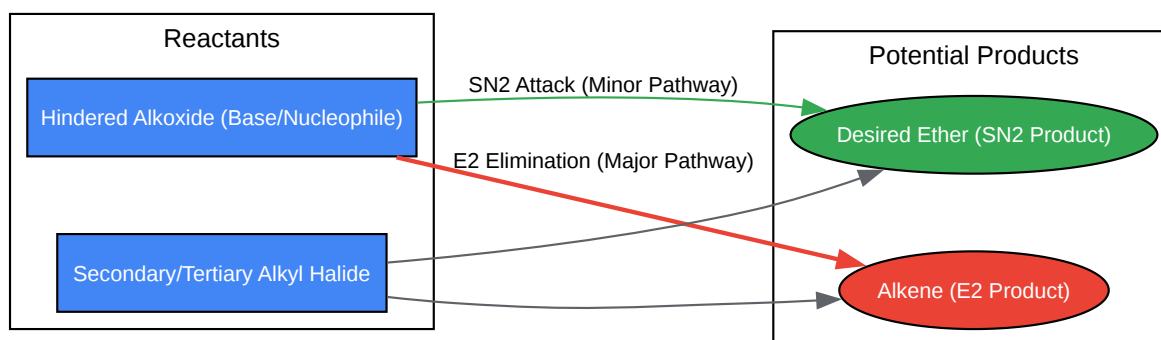 Reactants
Potential Products
Hindered Alkoxide (Base/Nucleophile)
SN2 Attack (Minor Pathway)
Desired Ether (SN2 Product)
E2 Elimination (Major Pathway)
Secondary/Tertiary Alkyl Halide
Alkene (E2 Product)